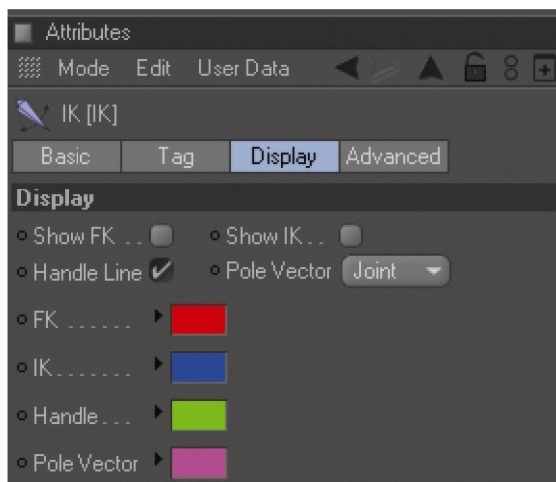 Attributes
Mode Edit User Data
IK [IK]
Basic Tag Display Advanced
Display
Show FK . . Show IK . .
Handle Line Pole Vector Joint
FK . . . . . .
IK . . . . . . .
Handle . . .
Pole Vector